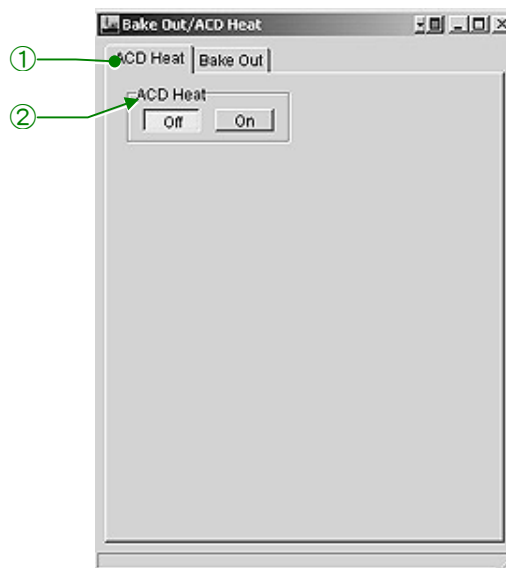 Bake Out/ACD Heat
① ACD Heat Bake Out
② ACD Heat
Off On